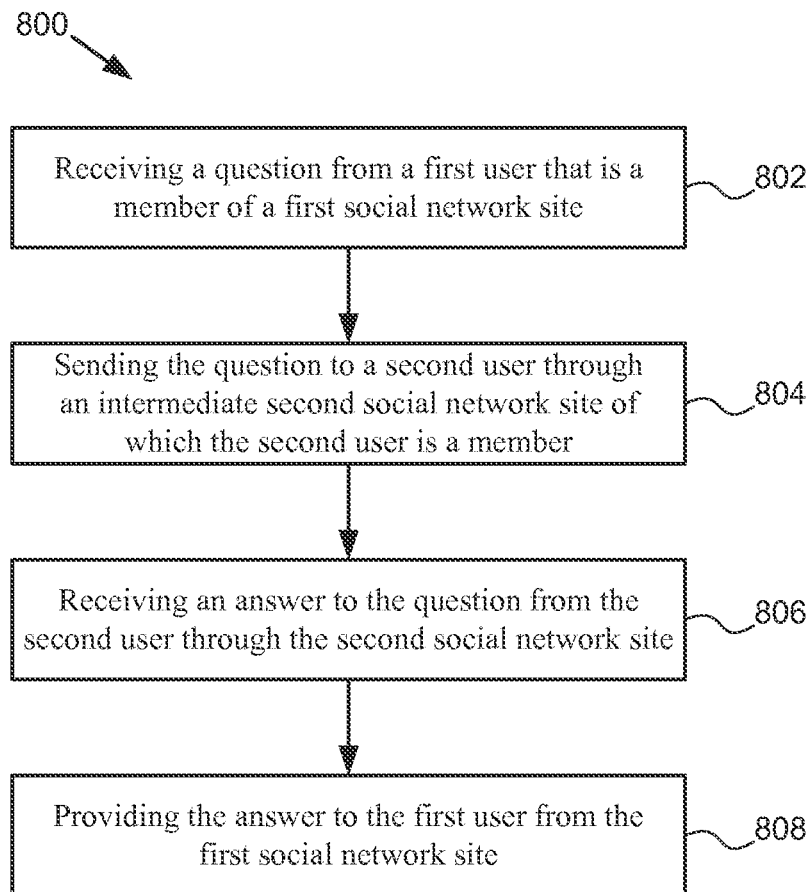 800
Receiving a question from a first user that is a
member of a first social network site
802
Sending the question to a second user through
an intermediate second social network site of
which the second user is a member
804
Receiving an answer to the question from the
second user through the second social network site
806
Providing the answer to the first user from the
first social network site
808